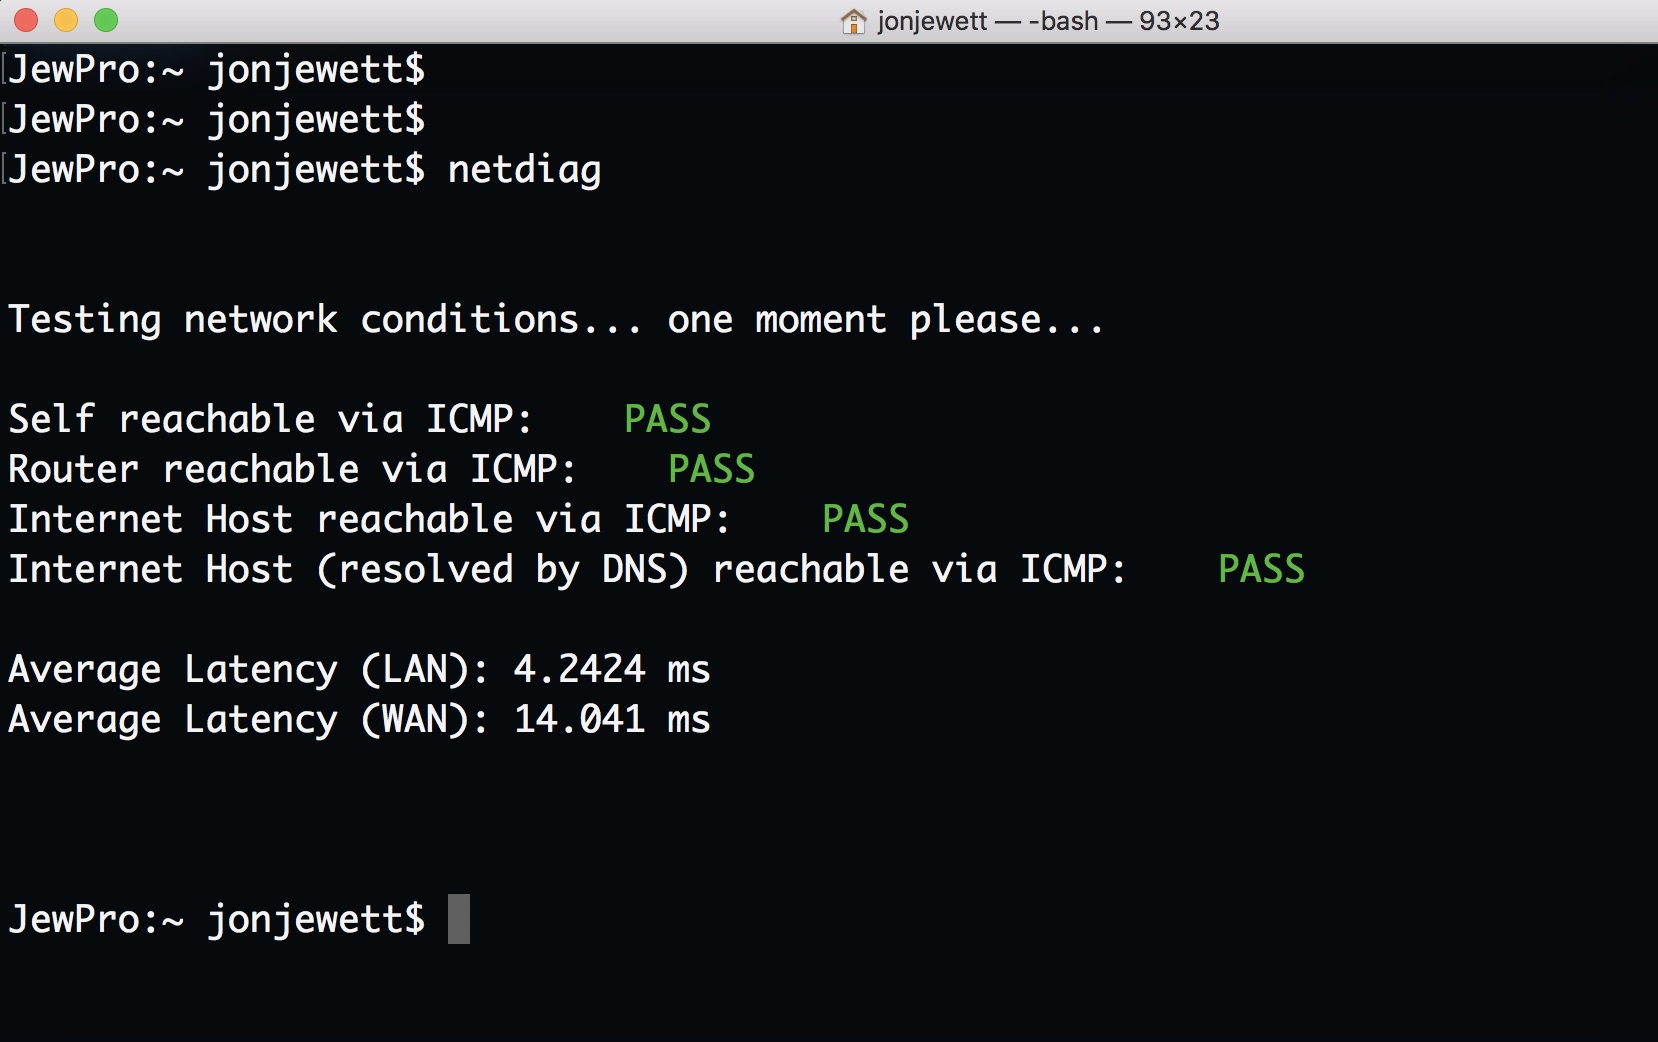 jonjewett — -bash — 93×23
JewPro:~ jonjewett$
JewPro:~ jonjewett$
JewPro:~ jonjewett$ netdiag
Testing network conditions... one moment please...
Self reachable via ICMP:    PASS
Router reachable via ICMP:    PASS
Internet Host reachable via ICMP:    PASS
Internet Host (resolved by DNS) reachable via ICMP:    PASS
Average Latency (LAN): 4.2424 ms
Average Latency (WAN): 14.041 ms
JewPro:~ jonjewett$